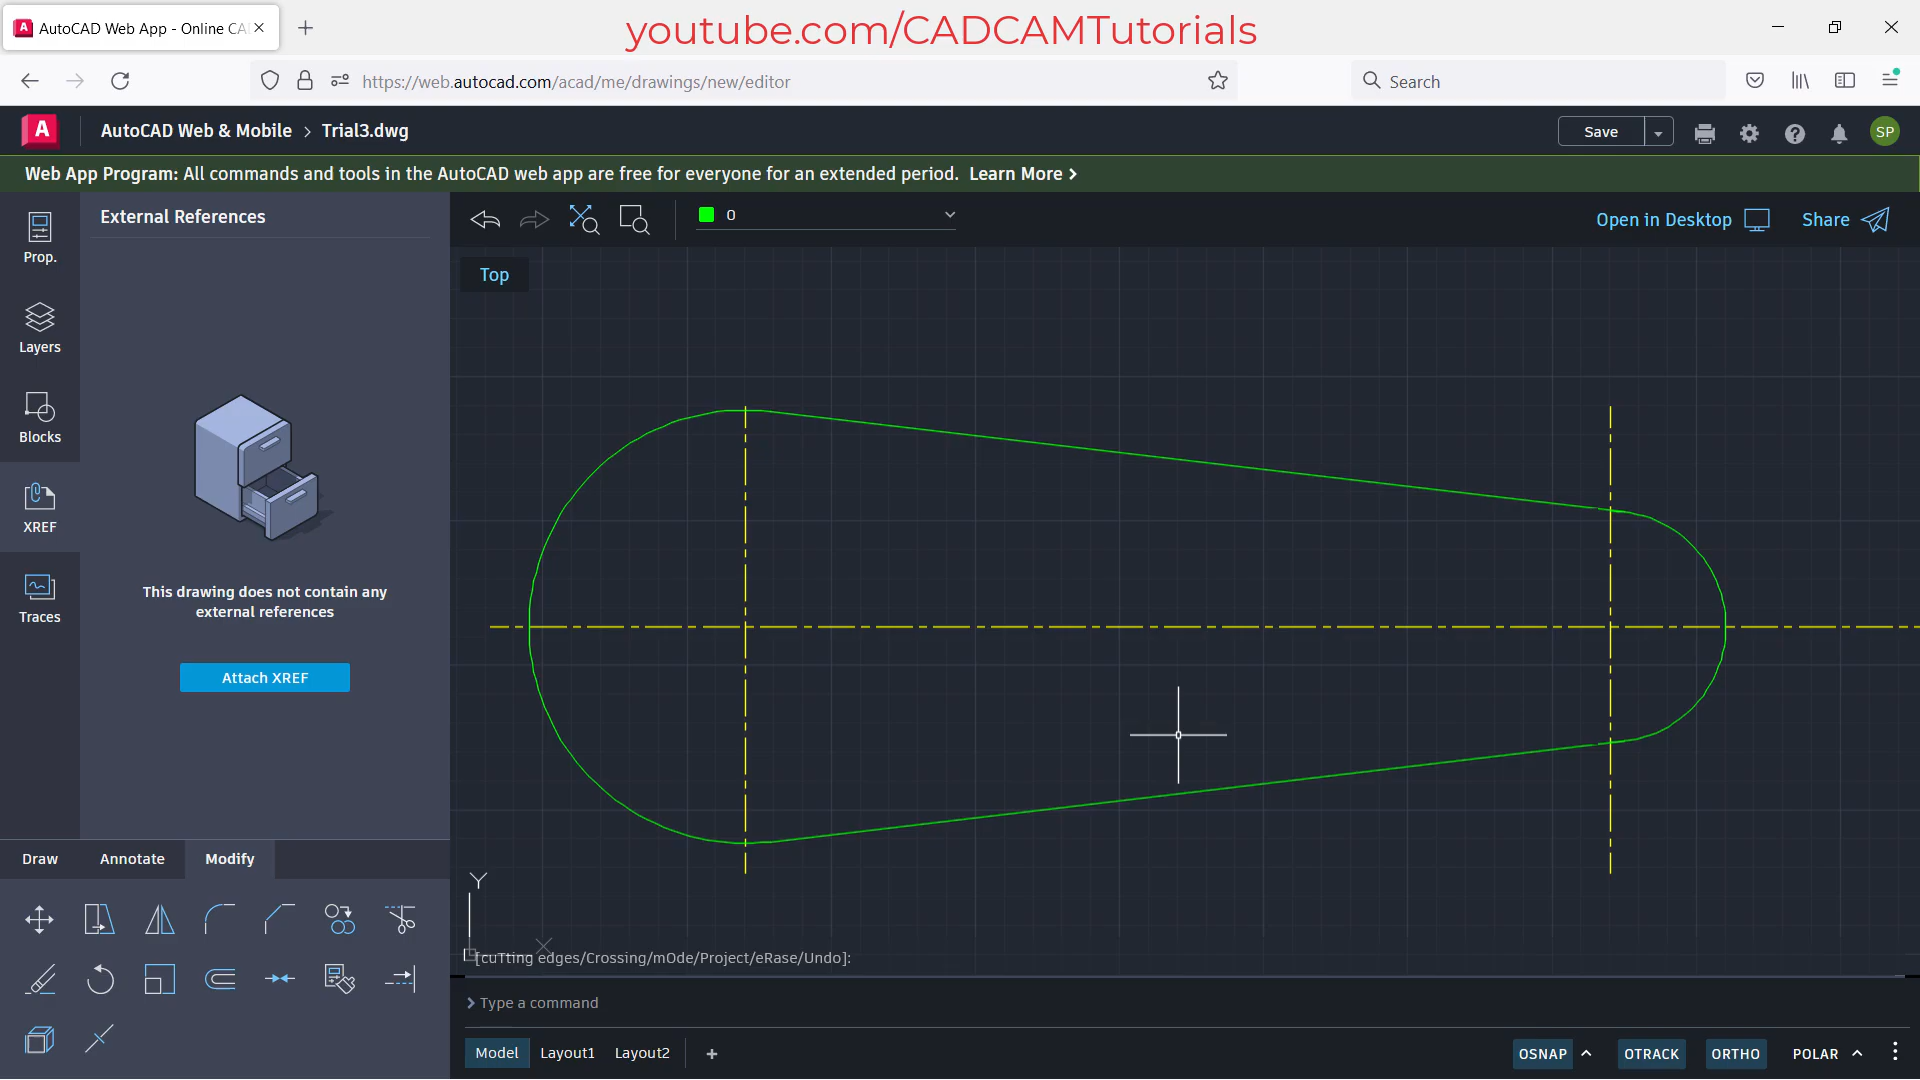 AutoCAD Web App - Online CA
youtube.com/CADCAMTutorials
https://web.autocad.com/acad/me/drawings/new/editor
Search
A
AutoCAD Web & Mobile > Trial3.dwg
Save
SP
Web App Program: All commands and tools in the AutoCAD web app are free for everyone for an extended period. Learn More >
Prop.
Layers
Blocks
XREF
Traces
External References
This drawing does not contain any
external references
Attach XREF
0
Open in Desktop
Share
Top
Y
X
[cutting edges/Crossing/mOde/Project/eRase/Undo]:
Draw
Annotate
Modify
Type a command
Model
Layout1
Layout2
+
OSNAP
OTRACK
ORTHO
POLAR